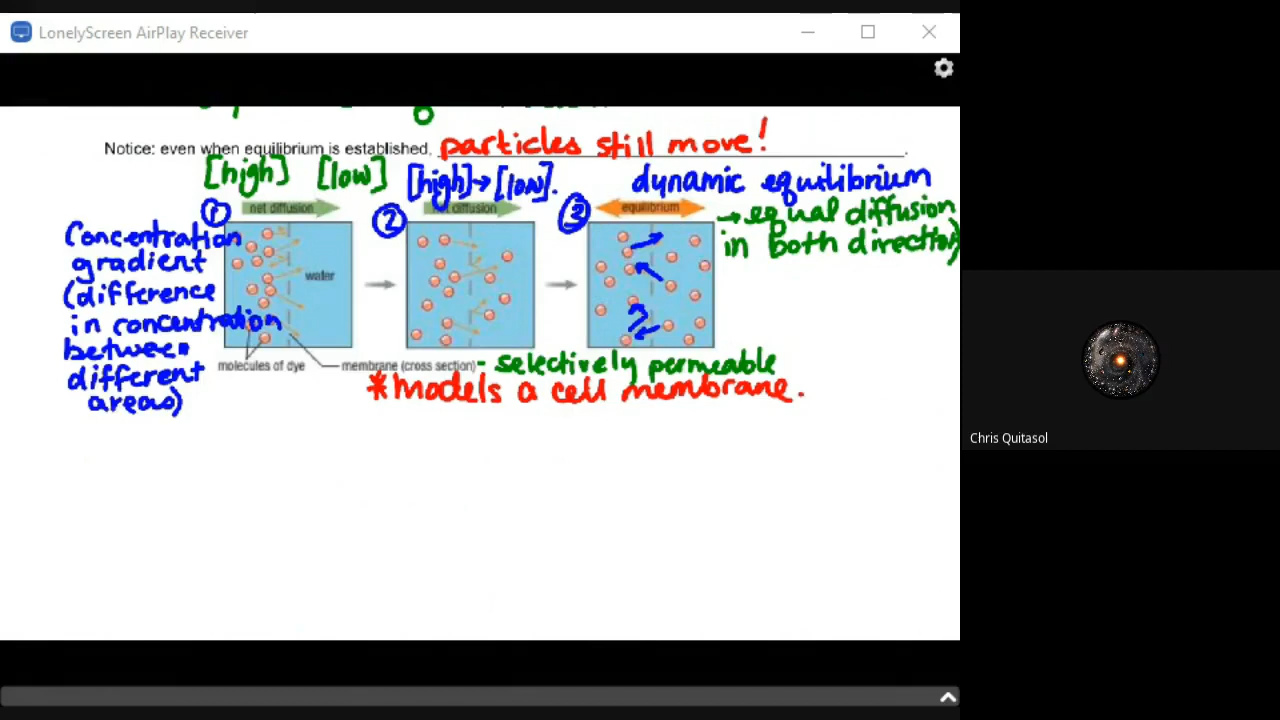 LonelyScreen AirPlay Receiver
Notice: even when equilibrium is established, particles still move!
[high] [low] [high]→[low]. dynamic equilibrium
① net diffusion ② diffusion ③ equilibrium
→ equal diffusion
in both direction
Concentration
gradient
(difference
in concentration
between
different
areas)
water
molecules of dye
membrane (cross section) - selectively permeable
*Models a cell membrane.
Chris Quitasol